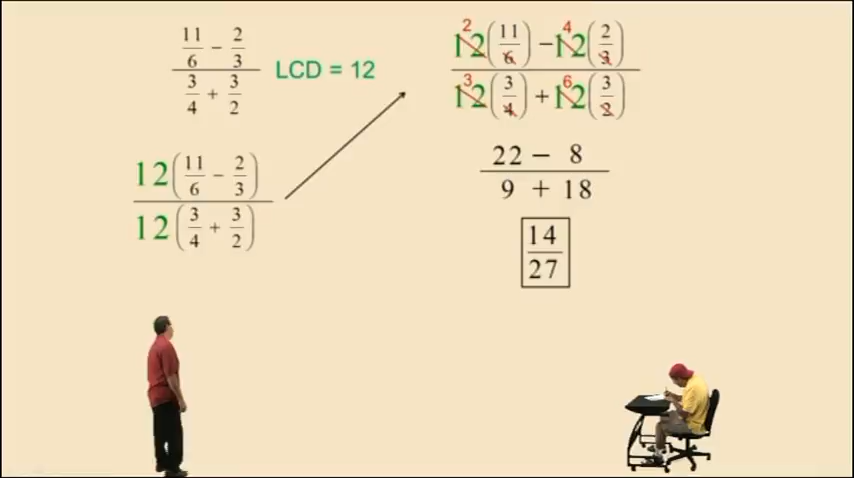 11/6 − 2/3
3/4 + 3/2
LCD = 12
12(11/6 − 2/3)
12(3/4 + 3/2)
2 4
12(11/6) − 12(2/3)
3 6
12(3/4) + 12(3/2)
22 − 8
9 + 18
14
27